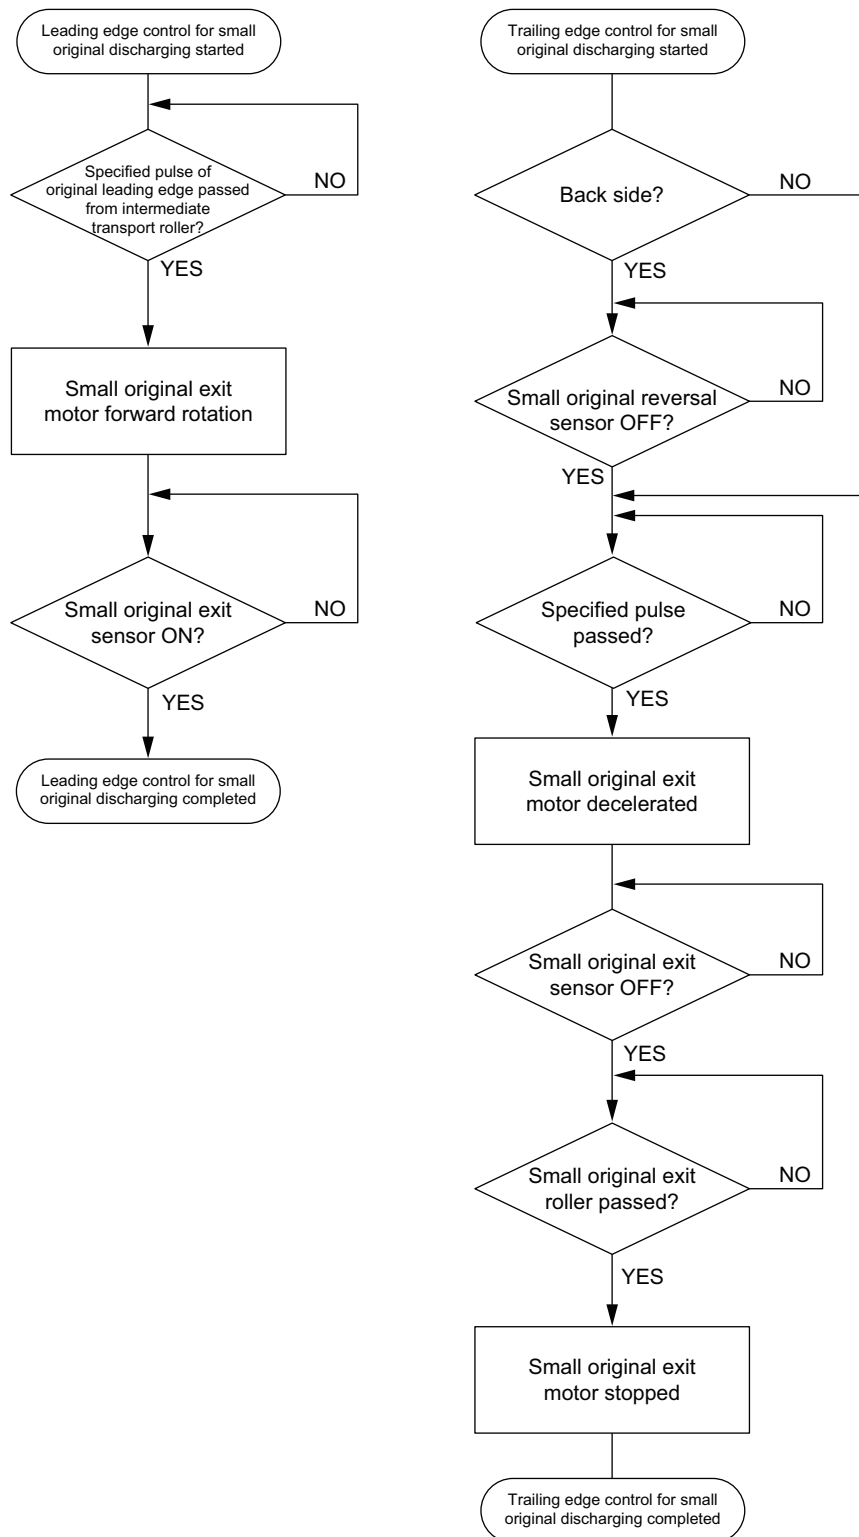 Leading edge control for small
original discharging started
Specified pulse of
original leading edge passed
from intermediate
transport roller?
NO
YES
Small original exit
motor forward rotation
Small original exit
sensor ON?
NO
YES
Leading edge control for small
original discharging completed
Trailing edge control for small
original discharging started
Back side?
NO
YES
Small original reversal
sensor OFF?
NO
YES
Specified pulse
passed?
NO
YES
Small original exit
motor decelerated
Small original exit
sensor OFF?
NO
YES
Small original exit
roller passed?
NO
YES
Small original exit
motor stopped
Trailing edge control for small
original discharging completed